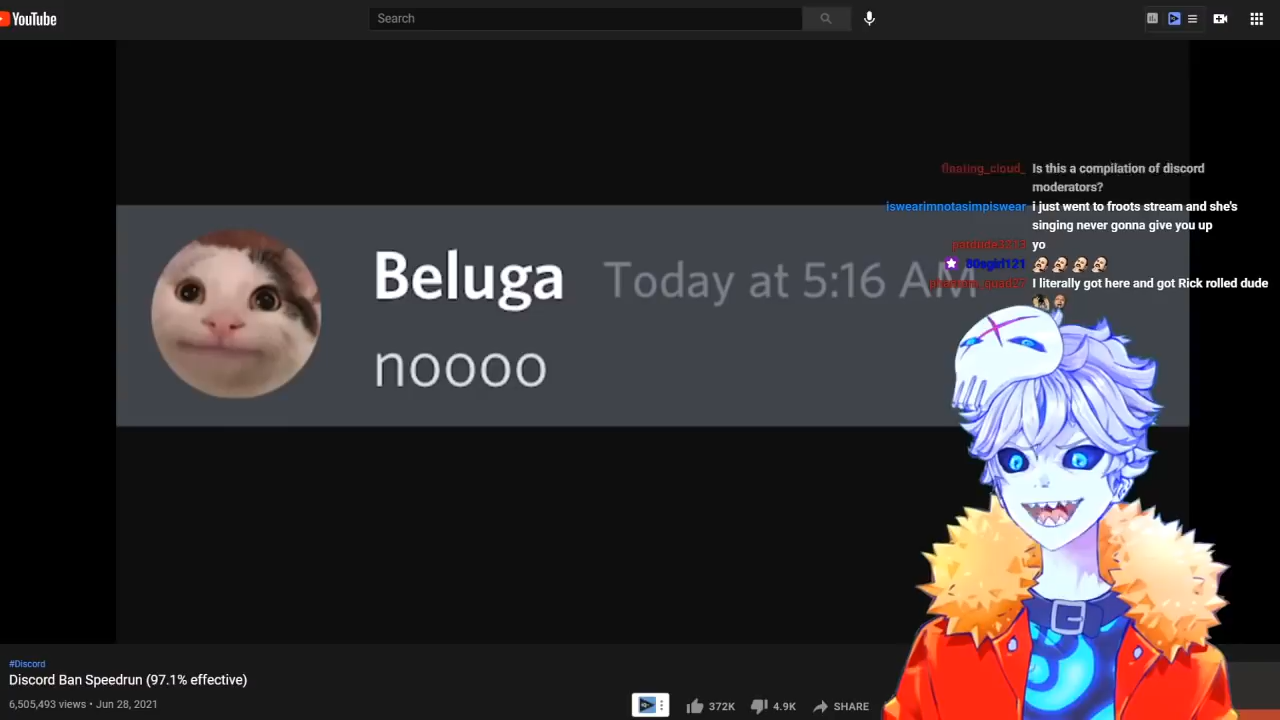 YouTube
Search
floating_cloud_ Is this a compilation of discord
moderators?
iswearimnotasimpiswear i just went to froots stream and she's
singing never gonna give you up
yo
80sgirl121
I literally got here and got Rick rolled dude
Beluga Today at 5:16 AM
noooo
#Discord
Discord Ban Speedrun (97.1% effective)
6,505,493 views • Jun 28, 2021
372K
4.9K
SHARE